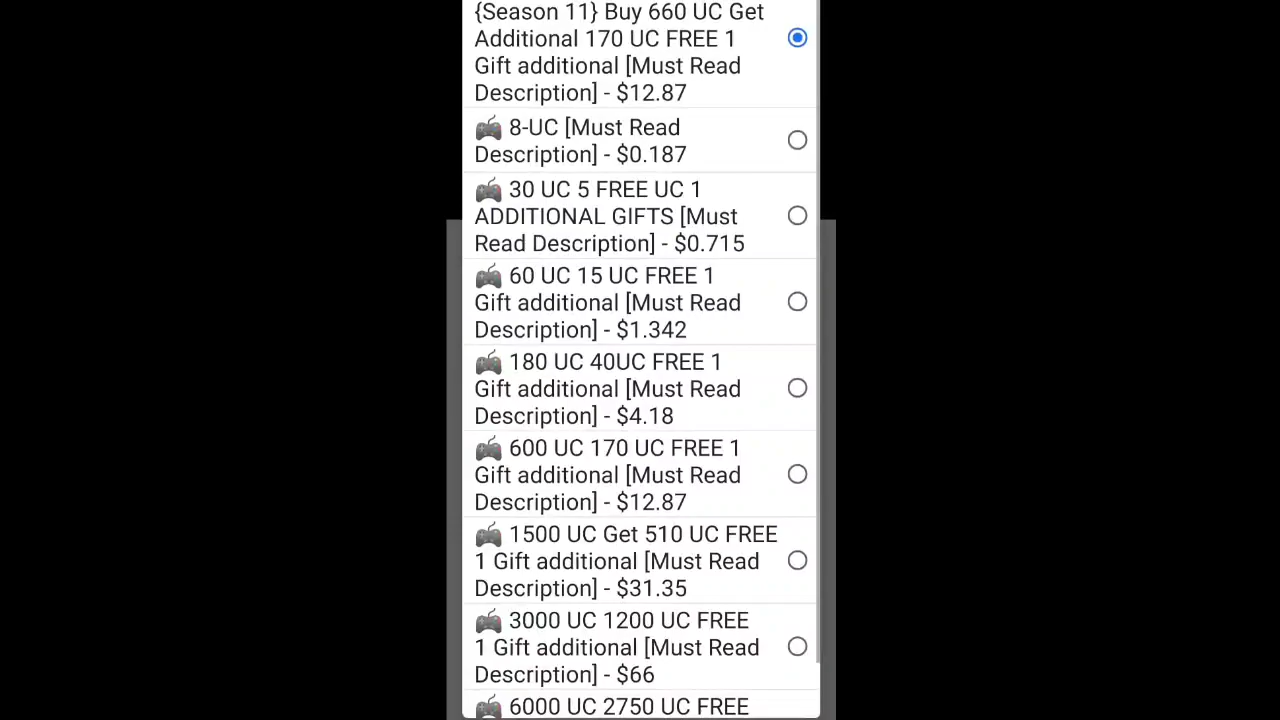 {Season 11} Buy 660 UC Get
Additional 170 UC FREE 1
Gift additional [Must Read
Description] - $12.87
🎮 8-UC [Must Read
Description] - $0.187
🎮 30 UC 5 FREE UC 1
ADDITIONAL GIFTS [Must
Read Description] - $0.715
🎮 60 UC 15 UC FREE 1
Gift additional [Must Read
Description] - $1.342
🎮 180 UC 40UC FREE 1
Gift additional [Must Read
Description] - $4.18
🎮 600 UC 170 UC FREE 1
Gift additional [Must Read
Description] - $12.87
🎮 1500 UC Get 510 UC FREE
1 Gift additional [Must Read
Description] - $31.35
🎮 3000 UC 1200 UC FREE
1 Gift additional [Must Read
Description] - $66
🎮 6000 UC 2750 UC FREE